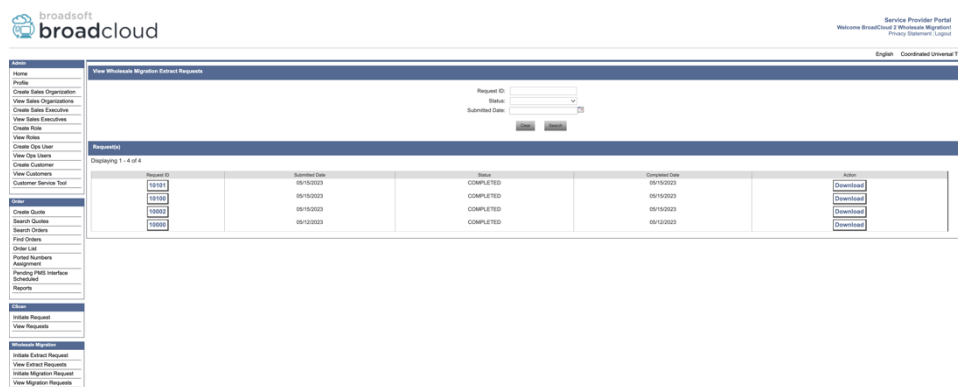 broadsoft
broadcloud
Service Provider Portal
Welcome BroadCloud 2 Wholesale Migration!
Privacy Statement Logout
English Coordinated Universal T
Admin
Home
Profile
Create Sales Organization
View Sales Organizations
Create Sales Executive
View Sales Executives
Create Role
View Roles
Create Ops User
View Ops Users
Create Customer
View Customers
Customer Service Tool
Order
Create Quote
Search Quotes
Search Orders
Find Orders
Order List
Ported Numbers
Assignment
Pending PMS Interface
Scheduled
Reports
CScan
Initiate Request
View Requests
Wholesale Migration
Initiate Extract Request
View Extract Requests
Initiate Migration Request
View Migration Requests
View Wholesale Migration Extract Requests
Request ID:
Status:
Submitted Date:
Clear Search
Request(s)
Displaying 1 - 4 of 4
Request ID Submitted Date Status Completed Date Action
10101 05/15/2023 COMPLETED 05/15/2023 Download
10100 05/15/2023 COMPLETED 05/15/2023 Download
10002 05/15/2023 COMPLETED 05/15/2023 Download
10000 05/12/2023 COMPLETED 05/12/2023 Download